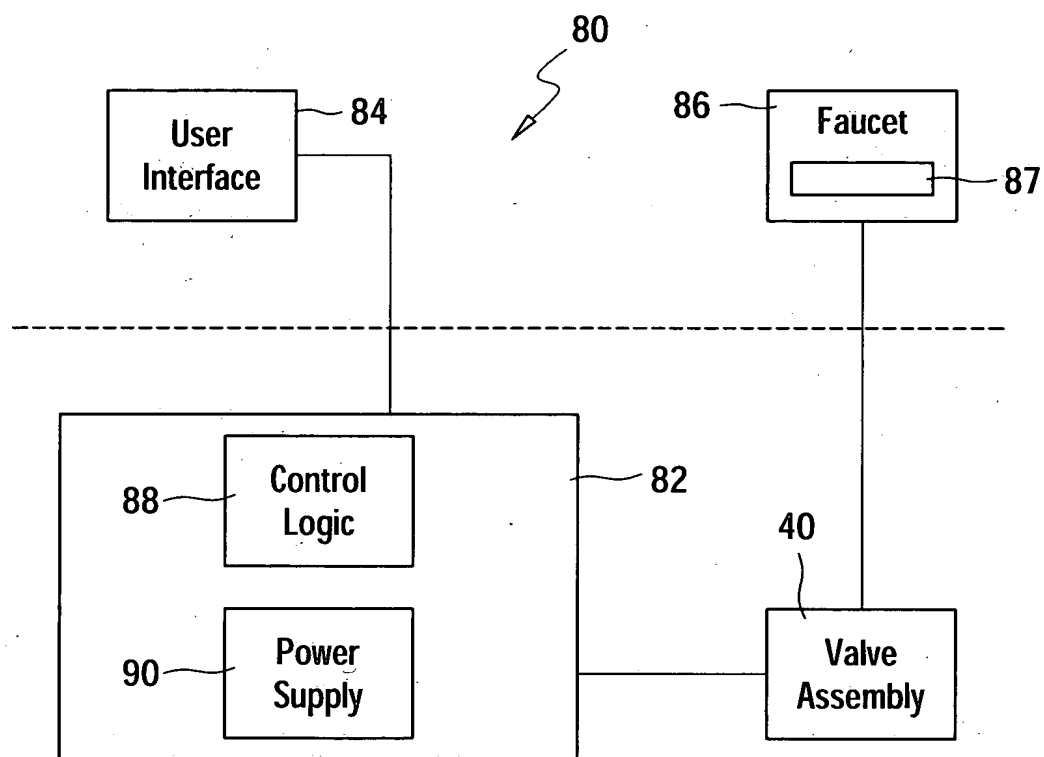 80
User
Interface
84
86
Faucet
87
Control
Logic
88
82
40
Power
Supply
90
Valve
Assembly